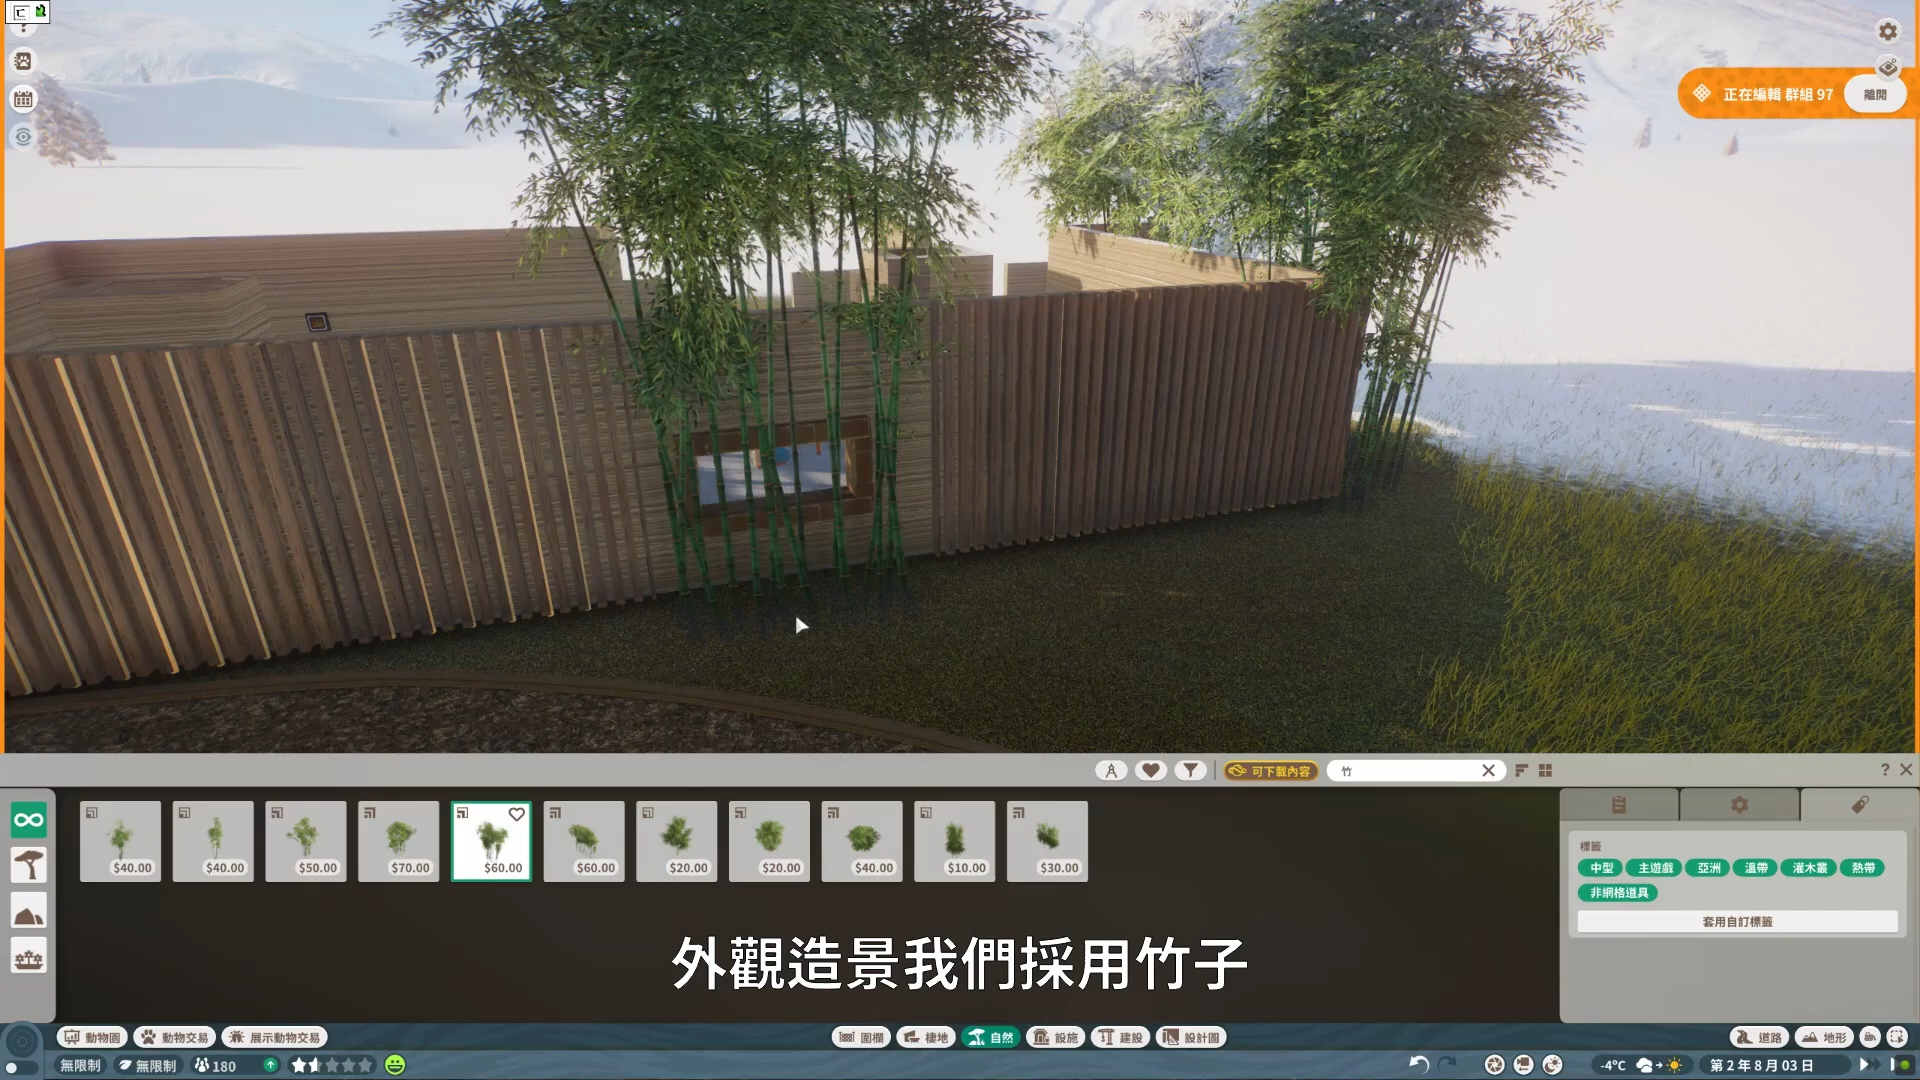 正在編輯 群組 97
離開
可下載內容
竹
$40.00
$40.00
$50.00
$70.00
$60.00
$60.00
$20.00
$20.00
$40.00
$10.00
$30.00
標籤
中型 主遊戲 亞洲 溫帶 灌木叢 熱帶
非網格道具
套用自訂標籤
外觀造景我們採用竹子
動物園 動物交易 展示動物交易
圍欄 棲地 自然 設施 建設 設計圖
道路 地形
無限制 無限制 180
-4°C
第 2 年 8 月 03 日